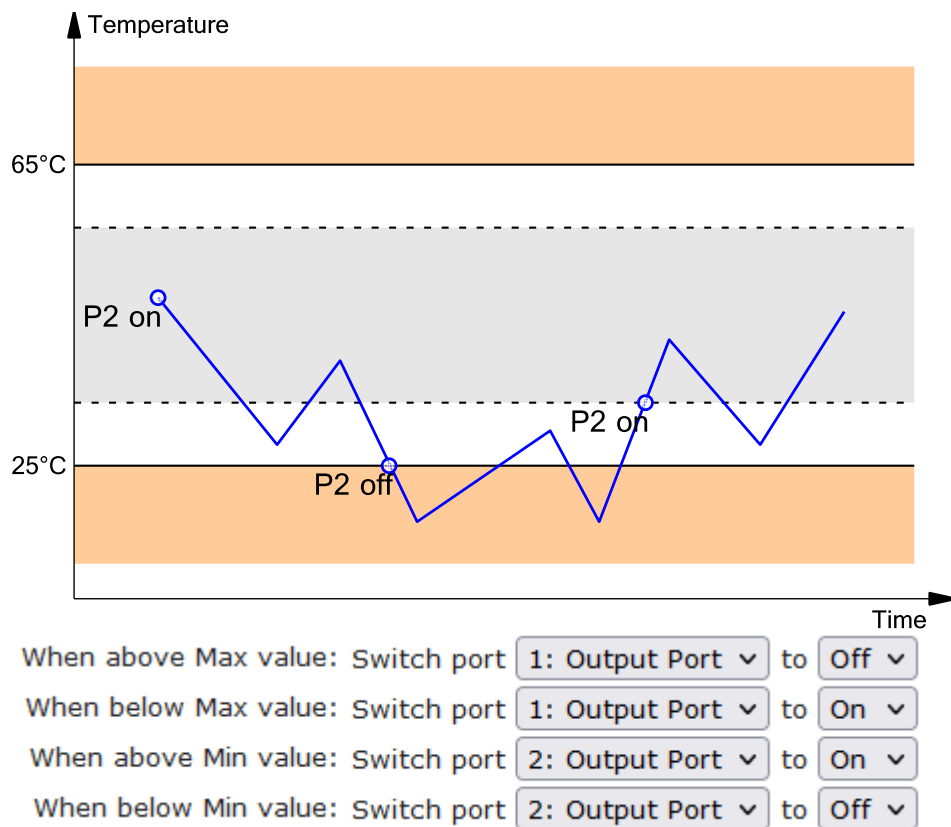 Temperature
65°C
P2 on
P2 on
25°C
P2 off
Time
When above Max value: Switch port 1: Output Port to Off
When below Max value: Switch port 1: Output Port to On
When above Min value: Switch port 2: Output Port to On
When below Min value: Switch port 2: Output Port to Off